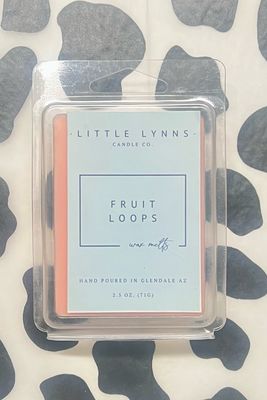 LITTLE LYNNS
CANDLE CO.
FRUIT
LOOPS
wax melts
HAND POURED IN GLENDALE AZ
2.5 OZ. (71G)